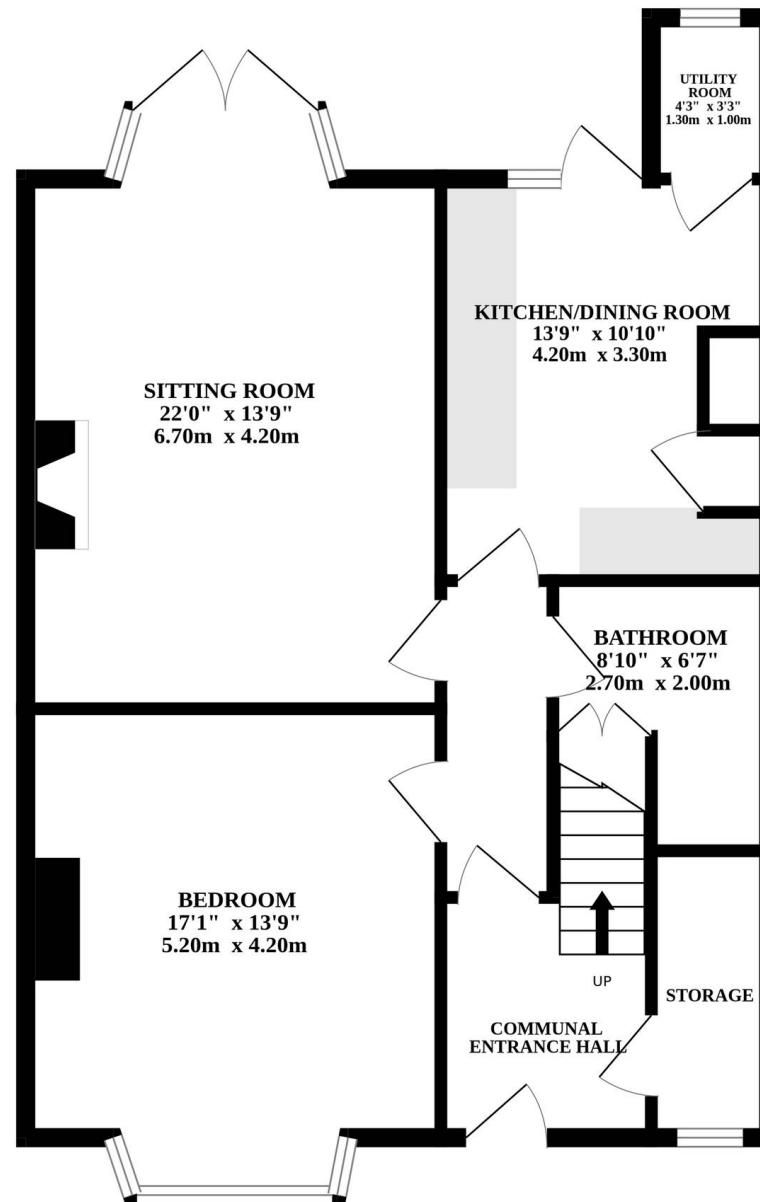 UTILITY
ROOM
4'3" x 3'3"
1.30m x 1.00m
KITCHEN/DINING ROOM
13'9" x 10'10"
4.20m x 3.30m
SITTING ROOM
22'0" x 13'9"
6.70m x 4.20m
BATHROOM
8'10" x 6'7"
2.70m x 2.00m
BEDROOM
17'1" x 13'9"
5.20m x 4.20m
UP
STORAGE
COMMUNAL
ENTRANCE HALL